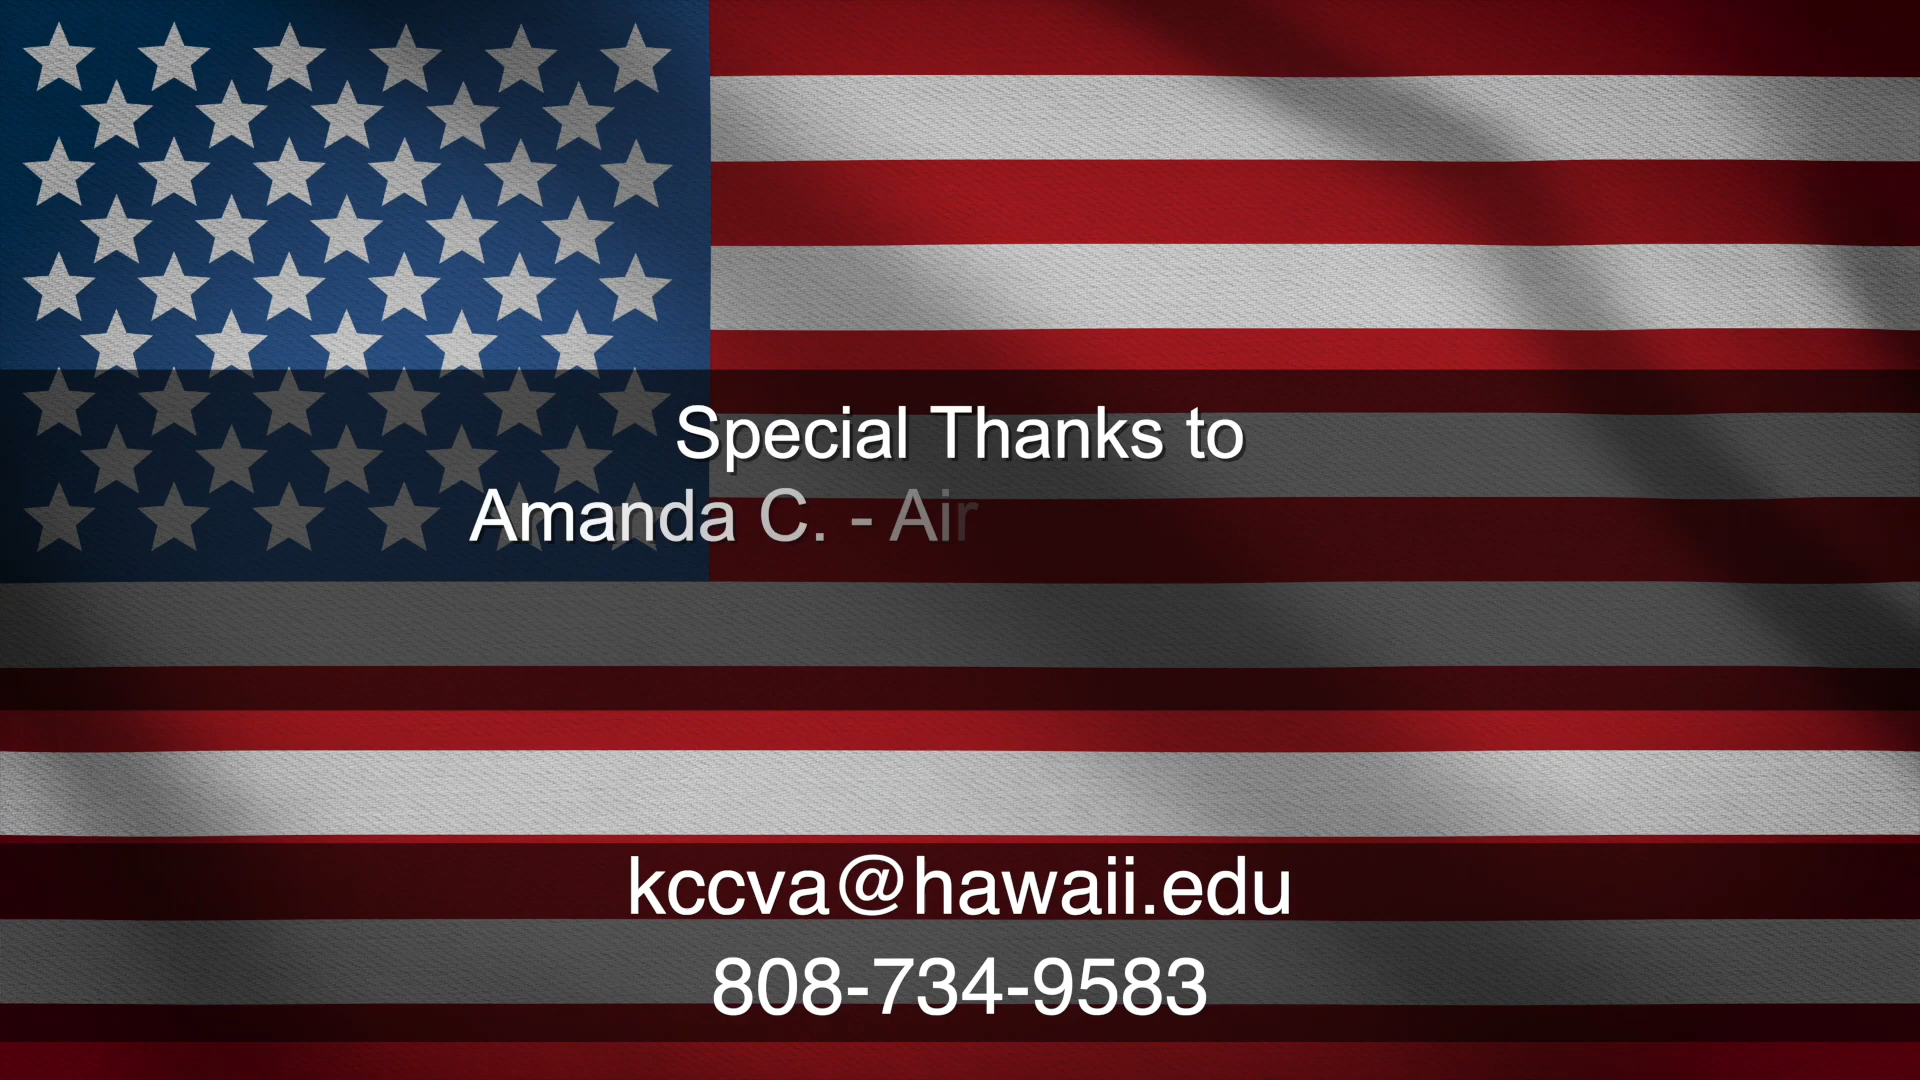 Special Thanks to
Amanda C. - Air
kccva@hawaii.edu
808-734-9583